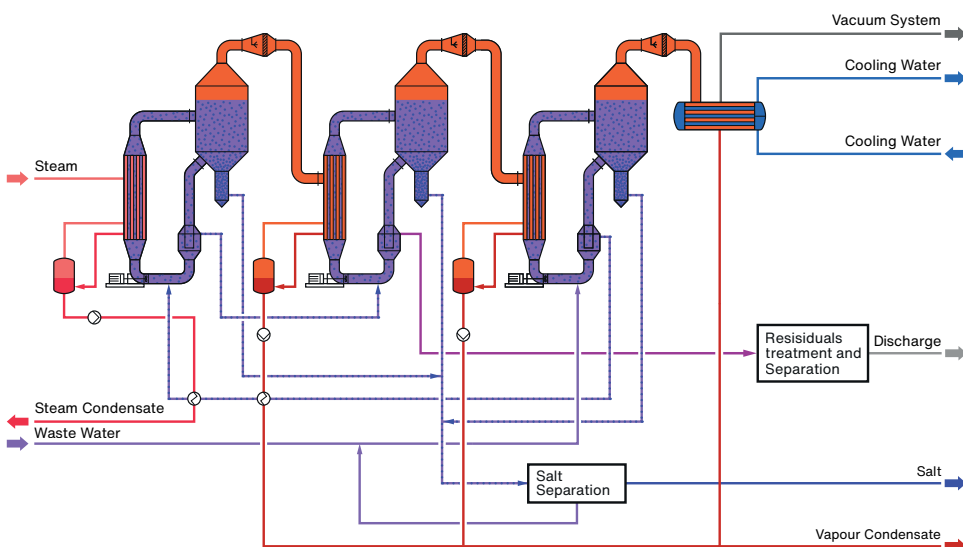 Vacuum System
Cooling Water
Cooling Water
Steam
Resisiduals
treatment and
Separation
Discharge
Steam Condensate
Waste Water
Salt
Separation
Salt
Vapour Condensate